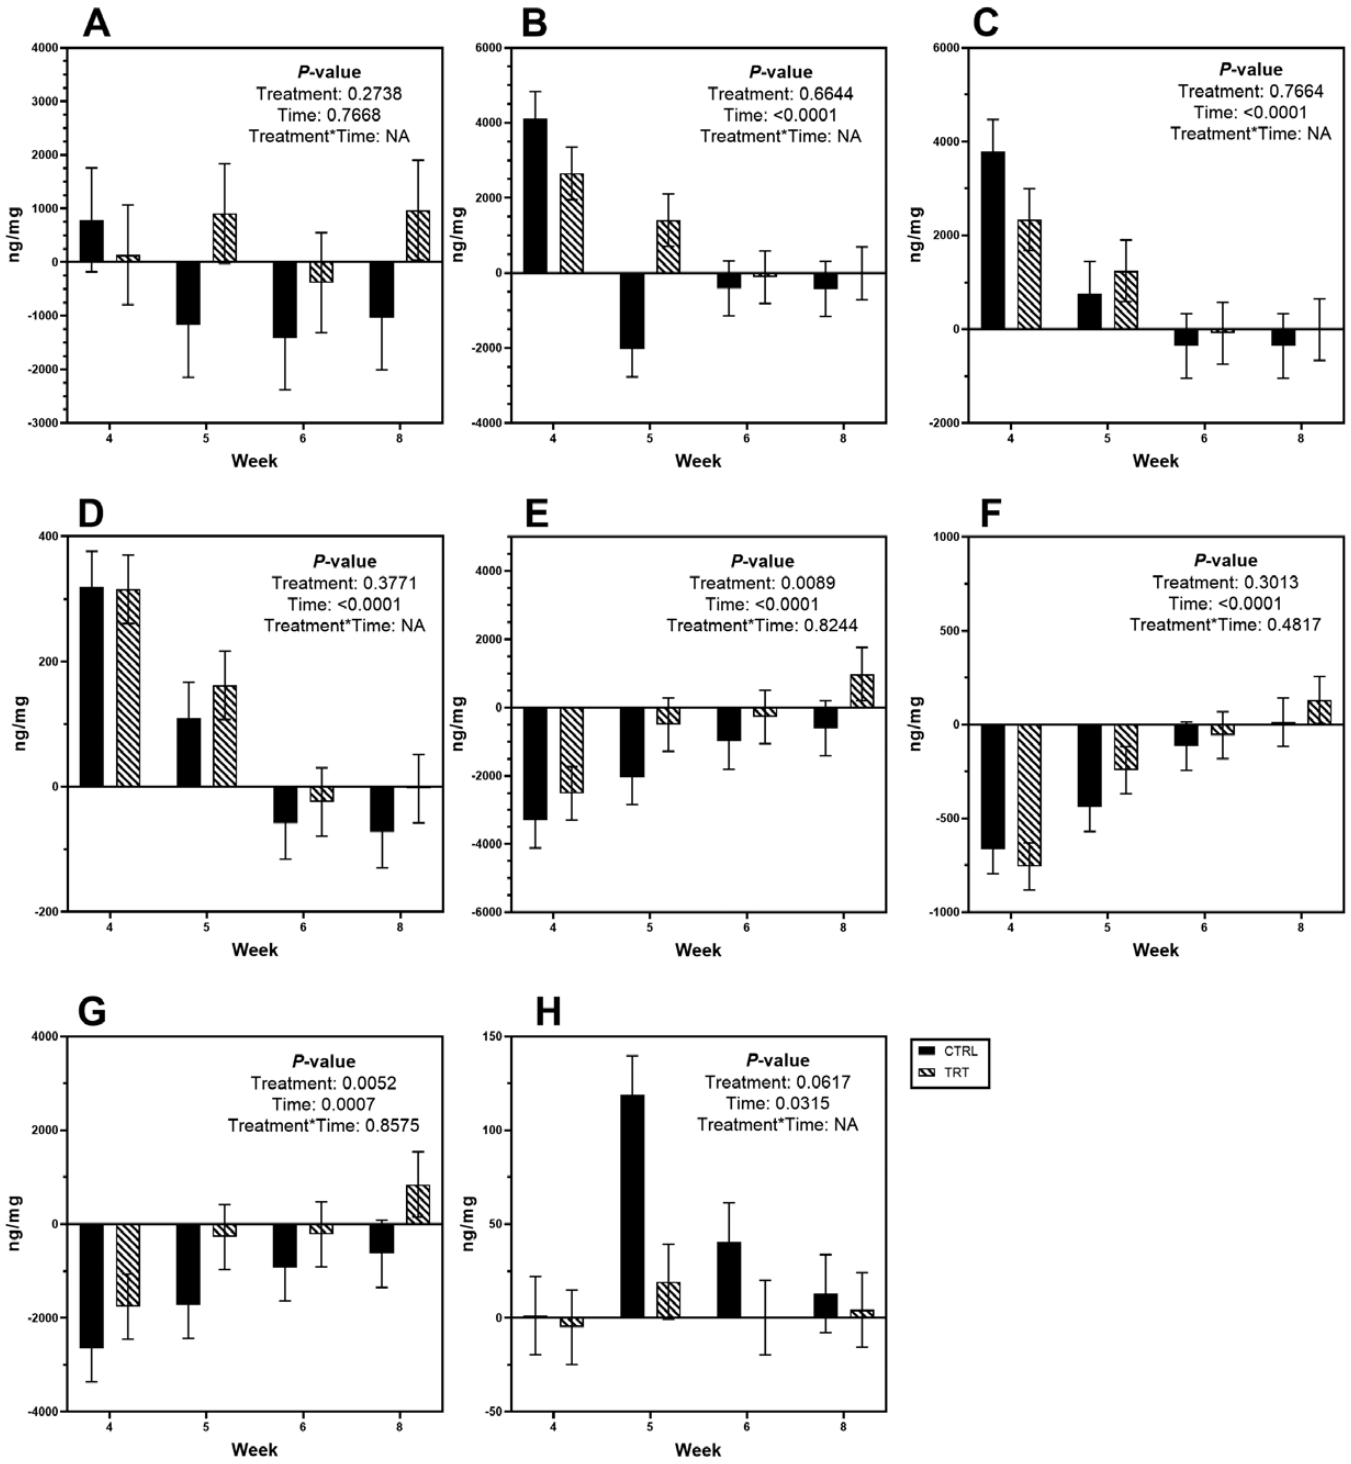 A
4000
3000
2000
1000
0
-1000
-2000
-3000
ng/mg
P-value
Treatment: 0.2738
Time: 0.7668
Treatment*Time: NA
4 5 6 8
Week
B
6000
4000
2000
0
-2000
-4000
ng/mg
P-value
Treatment: 0.6644
Time: <0.0001
Treatment*Time: NA
4 5 6 8
Week
C
6000
4000
2000
0
-2000
ng/mg
P-value
Treatment: 0.7664
Time: <0.0001
Treatment*Time: NA
4 5 6 8
Week
D
400
200
0
-200
ng/mg
P-value
Treatment: 0.3771
Time: <0.0001
Treatment*Time: NA
4 5 6 8
Week
E
4000
2000
0
-2000
-4000
-6000
ng/mg
P-value
Treatment: 0.0089
Time: <0.0001
Treatment*Time: 0.8244
4 5 6 8
Week
F
1000
500
0
-500
-1000
ng/mg
P-value
Treatment: 0.3013
Time: <0.0001
Treatment*Time: 0.4817
4 5 6 8
Week
G
4000
2000
0
-2000
-4000
ng/mg
P-value
Treatment: 0.0052
Time: 0.0007
Treatment*Time: 0.8575
4 5 6 8
Week
H
150
100
50
0
-50
ng/mg
P-value
Treatment: 0.0617
Time: 0.0315
Treatment*Time: NA
4 5 6 8
Week
CTRL
TRT